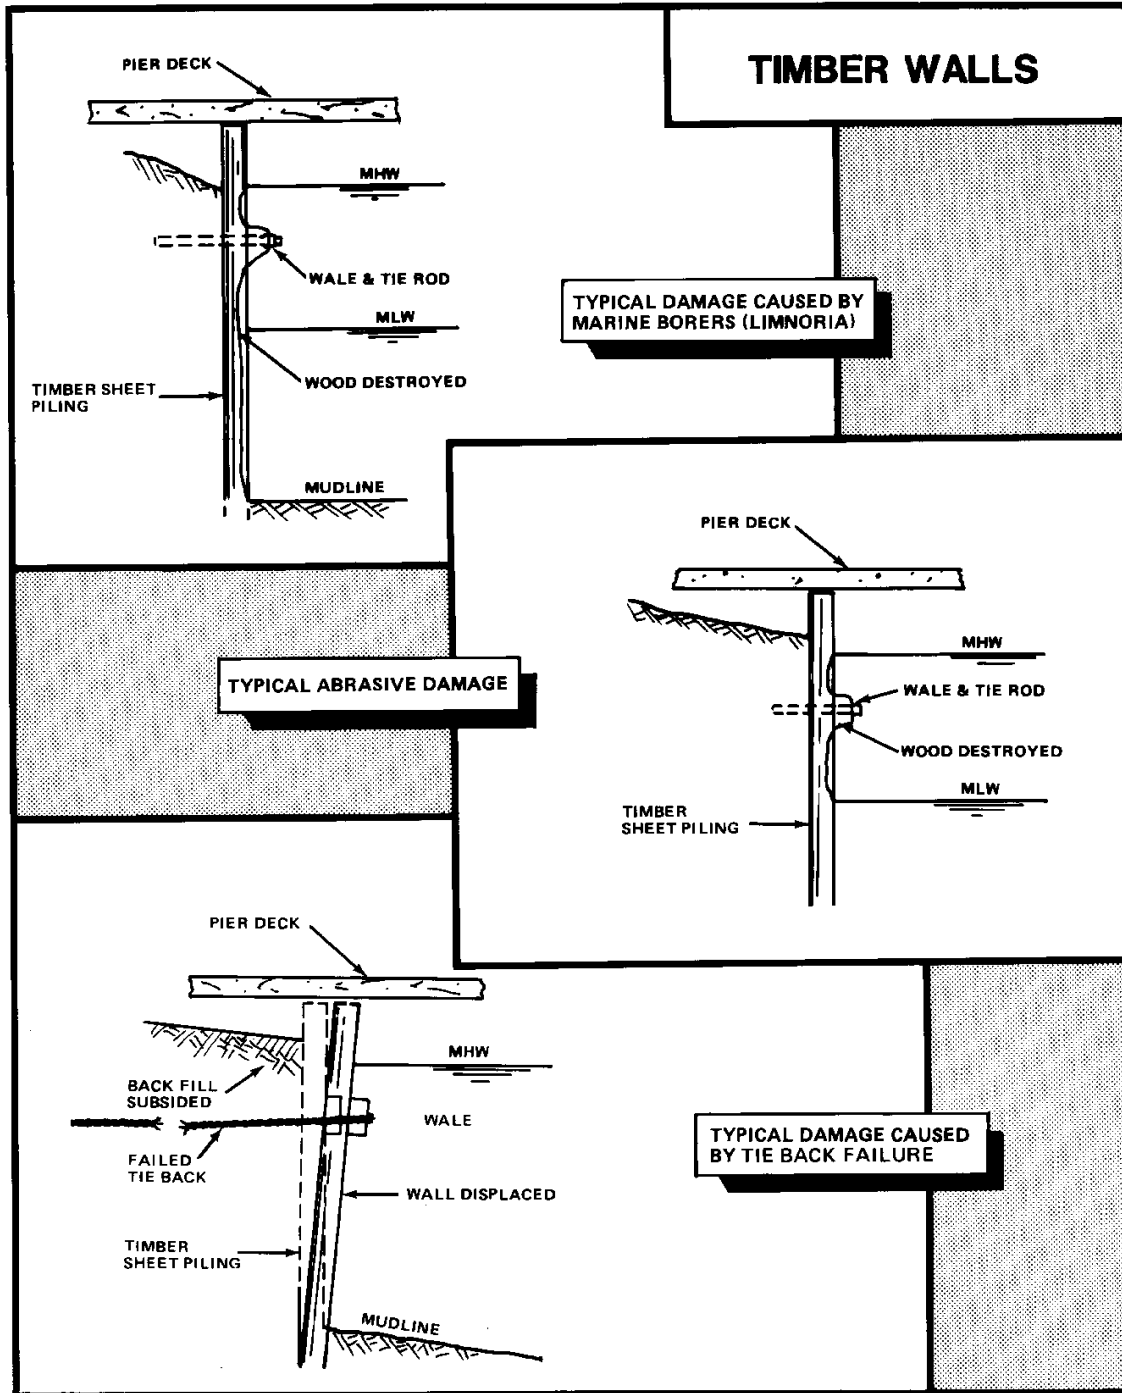 TIMBER WALLS
PIER DECK
MHW
WALE & TIE ROD
MLW
WOOD DESTROYED
TIMBER SHEET
PILING
MUDLINE
TYPICAL DAMAGE CAUSED BY
MARINE BORERS (LIMNORIA)
PIER DECK
MHW
WALE & TIE ROD
WOOD DESTROYED
MLW
TIMBER
SHEET PILING
TYPICAL ABRASIVE DAMAGE
PIER DECK
MHW
BACK FILL
SUBSIDED
WALE
FAILED
TIE BACK
WALL DISPLACED
TIMBER
SHEET PILING
MUDLINE
TYPICAL DAMAGE CAUSED
BY TIE BACK FAILURE